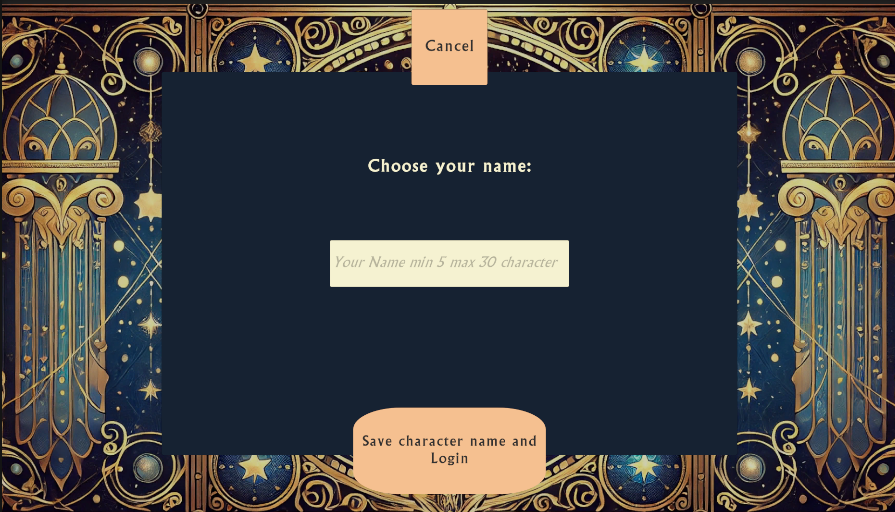 Cancel
Choose your name:
Your Name min 5 max 30 character
Save character name and
Login